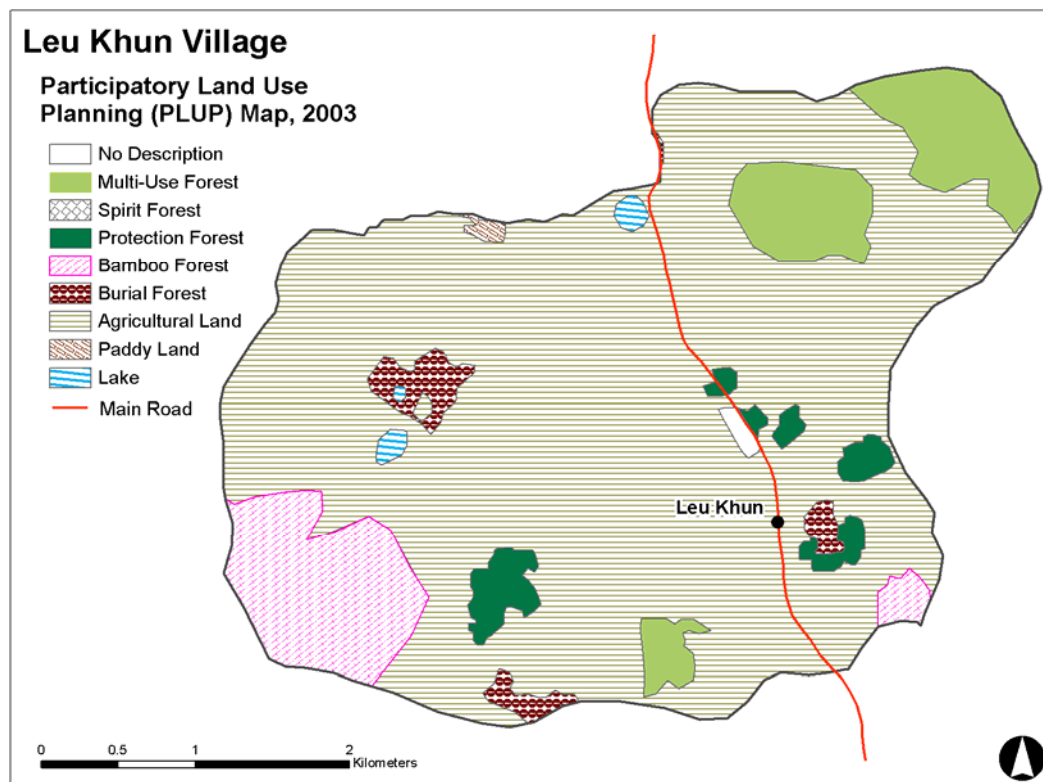 Leu Khun Village
Participatory Land Use
Planning (PLUP) Map, 2003
No Description
Multi-Use Forest
Spirit Forest
Protection Forest
Bamboo Forest
Burial Forest
Agricultural Land
Paddy Land
Lake
Main Road
Leu Khun
0 0.5 1 2
Kilometers